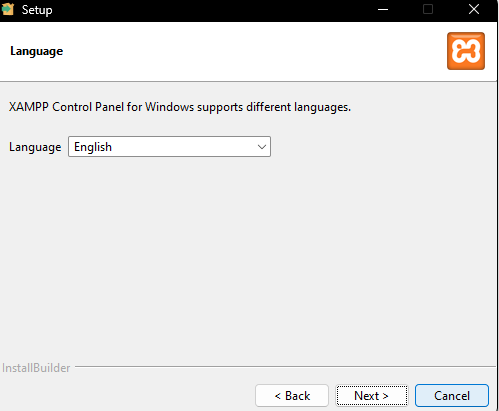 Setup
Language
XAMPP Control Panel for Windows supports different languages.
Language English
InstallBuilder
< Back Next > Cancel